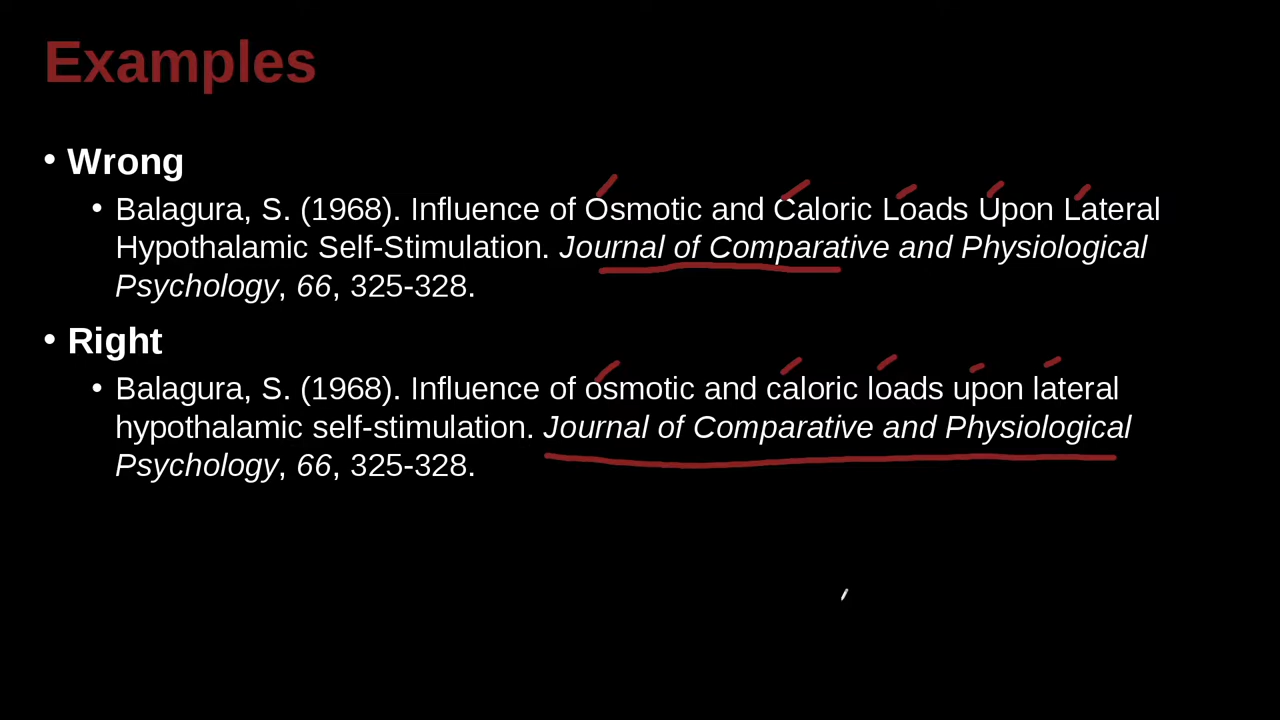 Examples
• Wrong
• Balagura, S. (1968). Influence of Osmotic and Caloric Loads Upon Lateral
Hypothalamic Self-Stimulation. Journal of Comparative and Physiological
Psychology, 66, 325-328.
• Right
• Balagura, S. (1968). Influence of osmotic and caloric loads upon lateral
hypothalamic self-stimulation. Journal of Comparative and Physiological
Psychology, 66, 325-328.